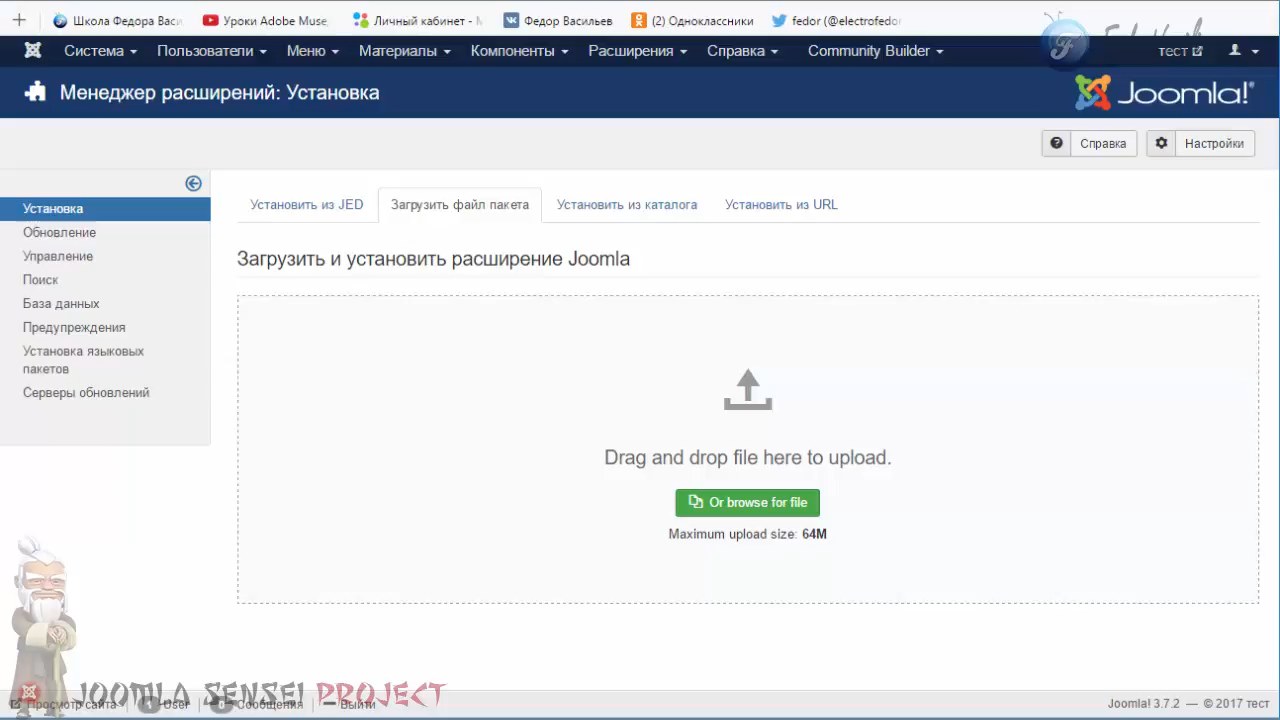 Школа Федора Васи
Уроки Adobe Muse,
Личный кабинет -
Федор Васильев
(2) Одноклассники
fedor (@electrofedor
Система
Пользователи
Меню
Материалы
Компоненты
Расширения
Справка
Community Builder
тест
Менеджер расширений: Установка
Joomla!®
Справка
Настройки
Установка
Обновление
Управление
Поиск
База данных
Предупреждения
Установка языковых
пакетов
Серверы обновлений
Установить из JED
Загрузить файл пакета
Установить из каталога
Установить из URL
Загрузить и установить расширение Joomla
Drag and drop file here to upload.
Or browse for file
Maximum upload size: 64M
JOOMLA SENSEI PROJECT
Просмотр сайта
User
Сообщения
Выйти
Joomla! 3.7.2 — © 2017 тест